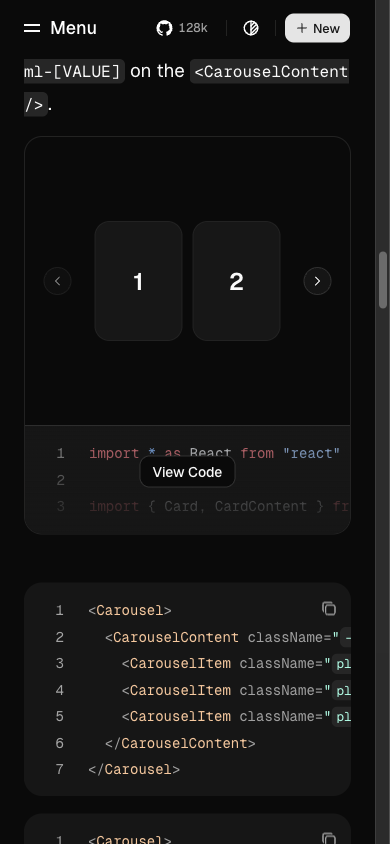 Menu 128k + New
ml-[VALUE] on the <CarouselContent
/>.
1 2
1 import * as React from "react"
2
View Code
3 import { Card, CardContent } fr
1 <Carousel>
2 <CarouselContent className="-
3 <CarouselItem className="pl
4 <CarouselItem className="pl
5 <CarouselItem className="pl
6 </CarouselContent>
7 </Carousel>
1 <Carousel>